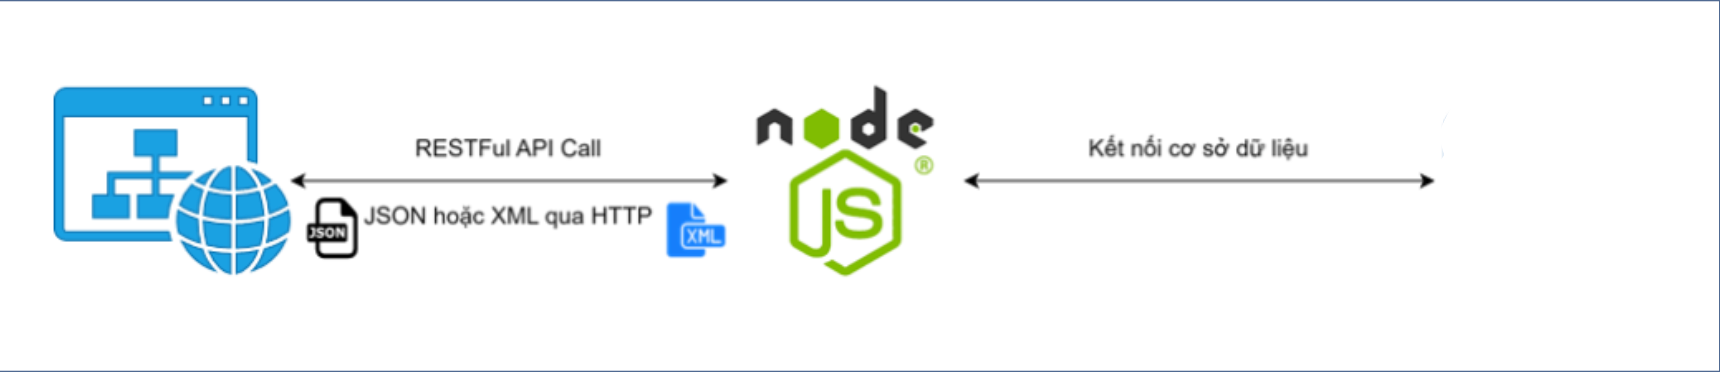 RESTFul API Call
JSON hoặc XML qua HTTP
JSON
XML
node
JS
®
Kết nối cơ sở dữ liệu